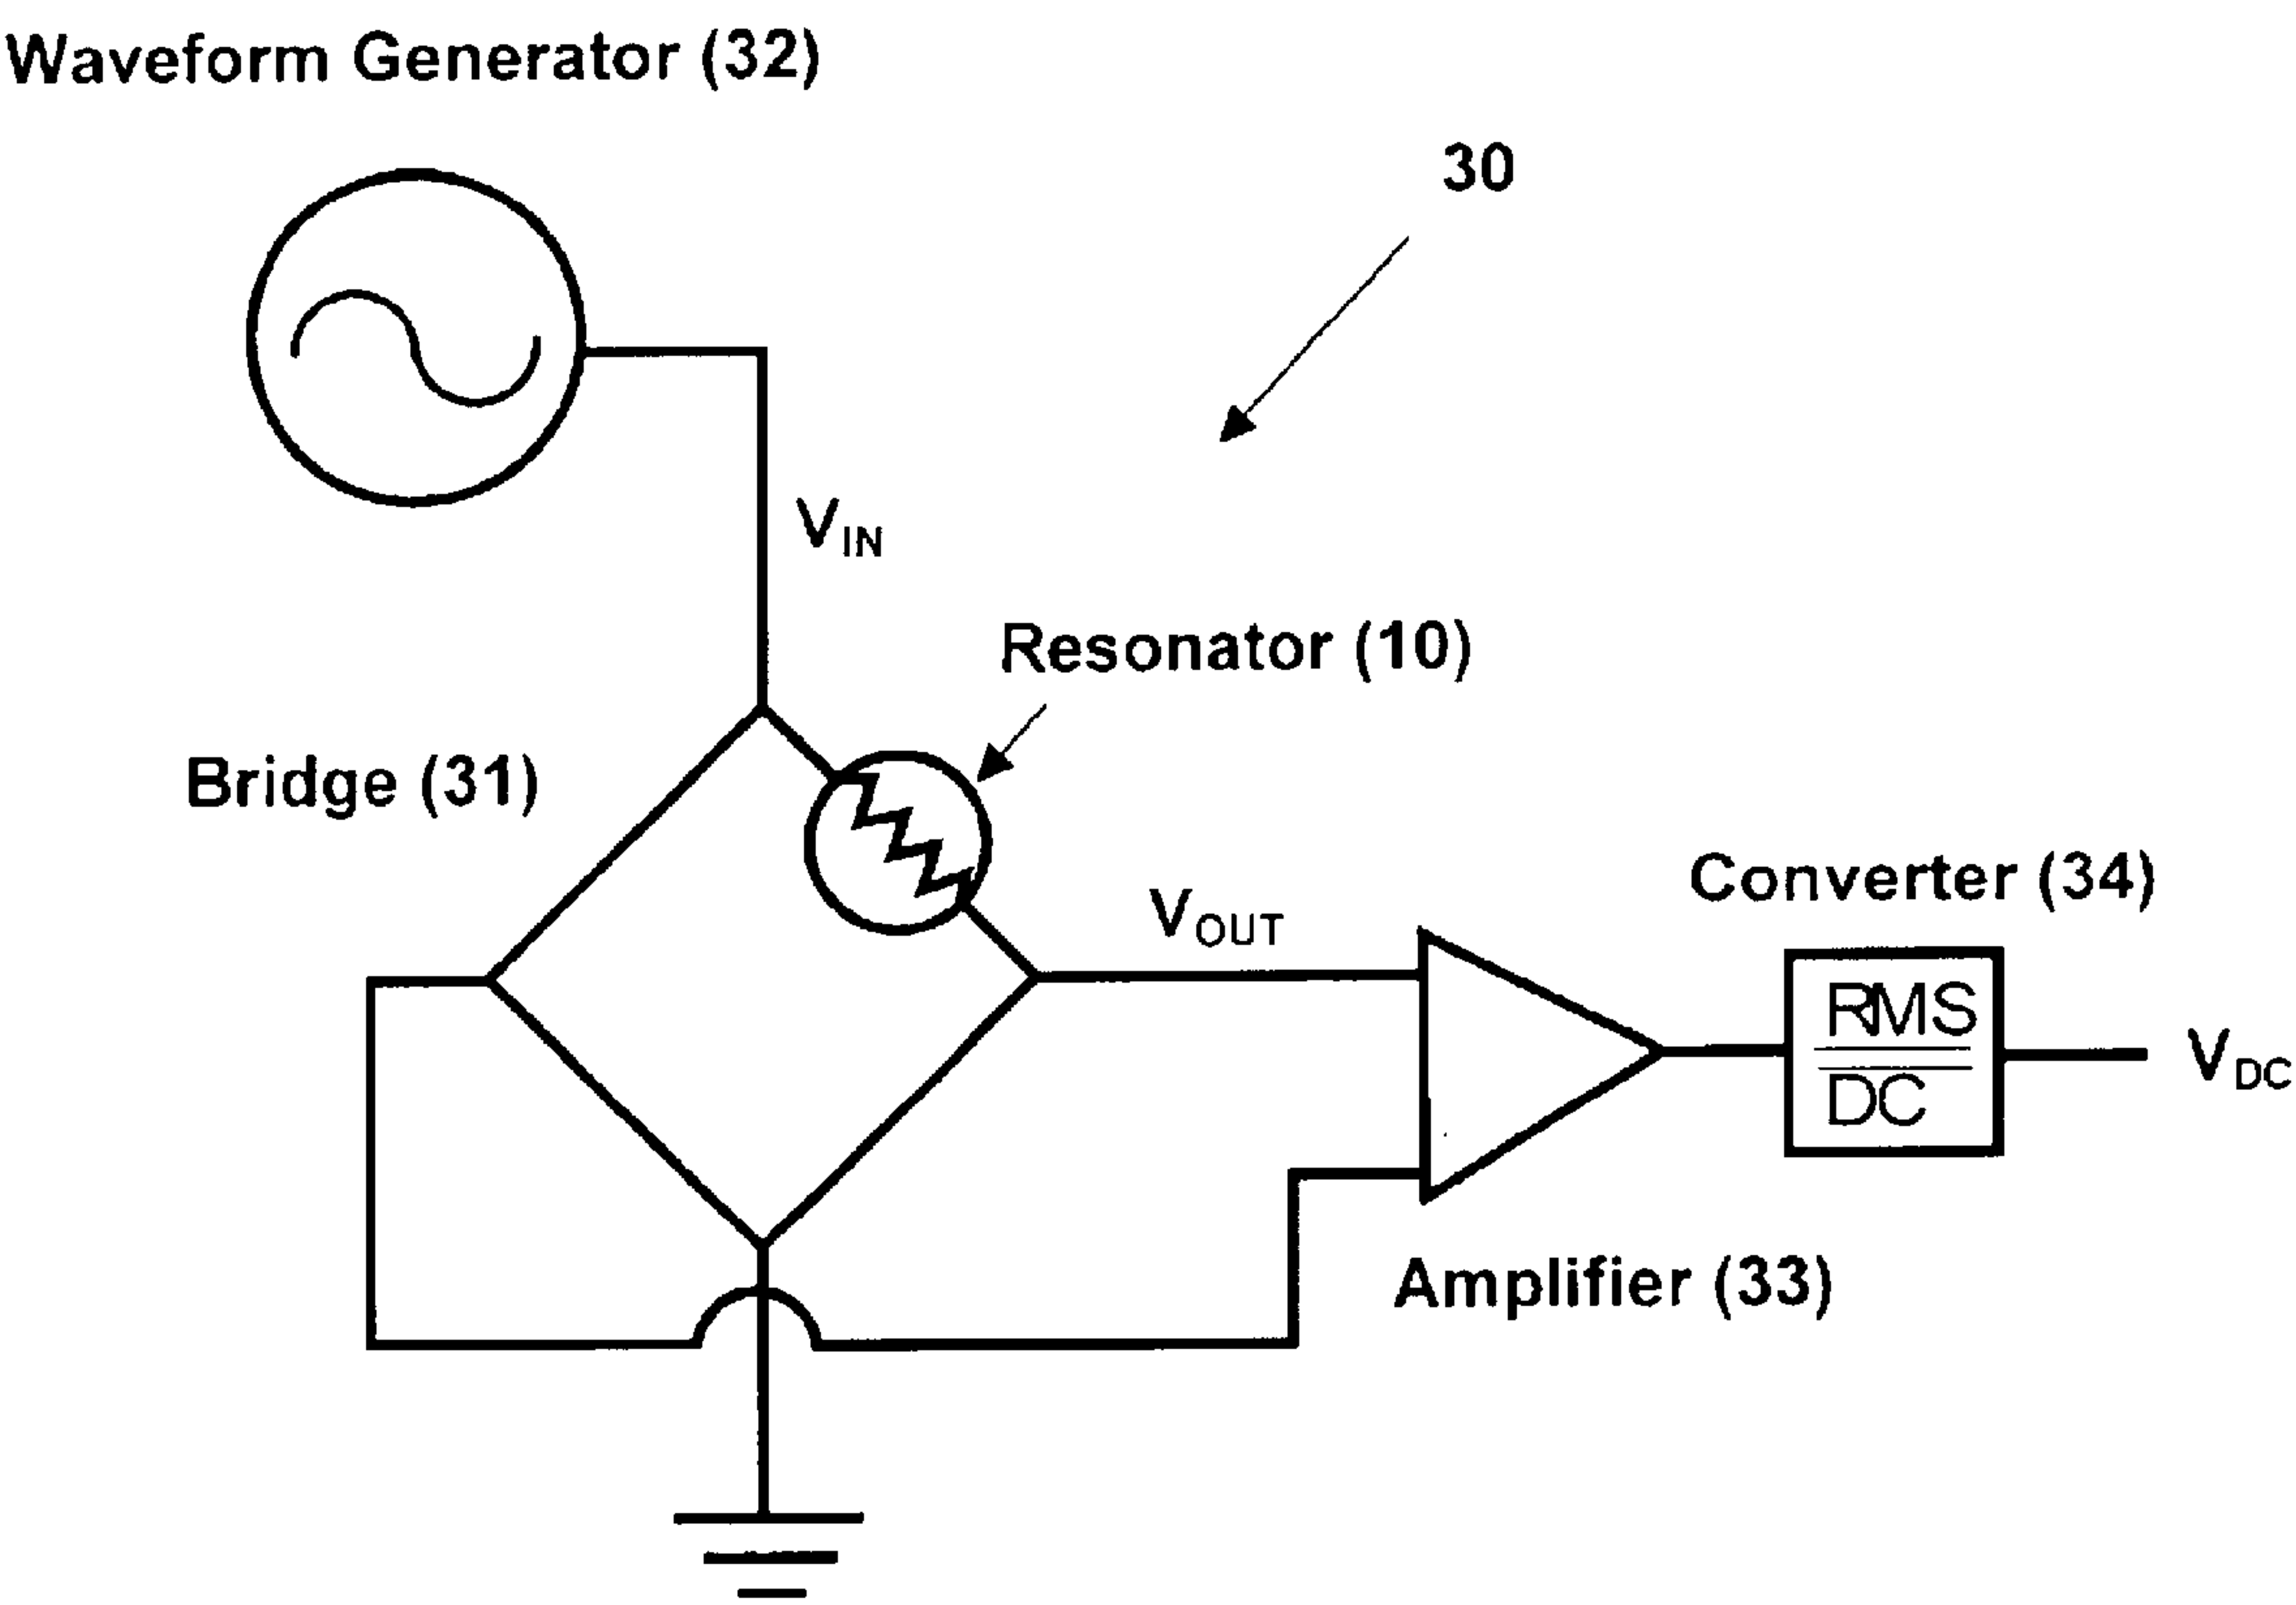 Waveform Generator (32)
30
VIN
Resonator (10)
Bridge (31)
VOUT
Converter (34)
RMS
DC
VDC
Amplifier (33)